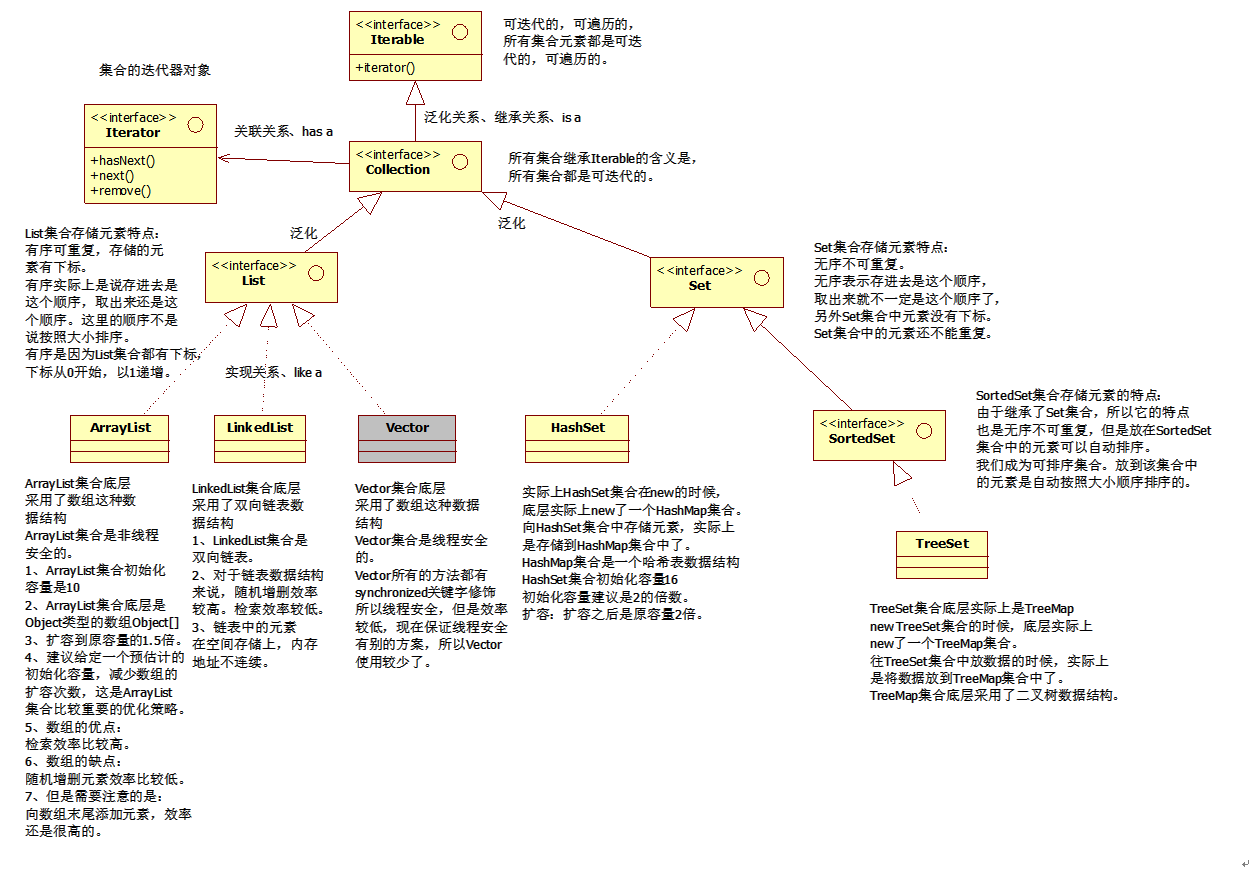 <<interface>>
Iterable
+iterator()
可迭代的，可遍历的，
所有集合元素都是可迭
代的，可遍历的。
集合的迭代器对象
<<interface>>
Iterator
+hasNext()
+next()
+remove()
关联关系、has a
泛化关系、继承关系、is a
<<interface>>
Collection
所有集合继承Iterable的含义是，
所有集合都是可迭代的。
泛化
泛化
List集合存储元素特点：
有序可重复，存储的元
素有下标。
有序实际上是说存进去是
这个顺序，取出来还是这
个顺序。这里的顺序不是
说按照大小排序。
有序是因为List集合都有下标，
下标从0开始，以1递增。
<<interface>>
List
<<interface>>
Set
Set集合存储元素特点：
无序不可重复。
无序表示存进去是这个顺序，
取出来就不一定是这个顺序了，
另外Set集合中元素没有下标。
Set集合中的元素还不能重复。
实现关系、like a
ArrayList
LinkedList
Vector
HashSet
<<interface>>
SortedSet
SortedSet集合存储元素的特点：
由于继承了Set集合，所以它的特点
也是无序不可重复，但是放在SortedSet
集合中的元素可以自动排序。
我们成为可排序集合。放到该集合中
的元素是自动按照大小顺序排序的。
ArrayList集合底层
采用了数组这种数
据结构
ArrayList集合是非线程
安全的。
1、ArrayList集合初始化
容量是10
2、ArrayList集合底层是
Object类型的数组Object[]
3、扩容到原容量的1.5倍。
4、建议给定一个预估计的
初始化容量，减少数组的
扩容次数，这是ArrayList
集合比较重要的优化策略。
5、数组的优点：
检索效率比较高。
6、数组的缺点：
随机增删元素效率比较低。
7、但是需要注意的是：
向数组末尾添加元素，效率
还是很高的。
LinkedList集合底层
采用了双向链表数
据结构
1、LinkedList集合是
双向链表。
2、对于链表数据结构
来说，随机增删效率
较高。检索效率较低。
3、链表中的元素
在空间存储上，内存
地址不连续。
Vector集合底层
采用了数组这种数据
结构
Vector集合是线程安全
的。
Vector所有的方法都有
synchronized关键字修饰
所以线程安全，但是效率
较低，现在保证线程安全
有别的方案，所以Vector
使用较少了。
实际上HashSet集合在new的时候，
底层实际上new了一个HashMap集合。
向HashSet集合中存储元素，实际上
是存储到HashMap集合中了。
HashMap集合是一个哈希表数据结构
HashSet集合初始化容量16
初始化容量建议是2的倍数。
扩容：扩容之后是原容量2倍。
TreeSet
TreeSet集合底层实际上是TreeMap
new TreeSet集合的时候，底层实际上
new了一个TreeMap集合。
往TreeSet集合中放数据的时候，实际上
是将数据放到TreeMap集合中了。
TreeMap集合底层采用了二叉树数据结构。